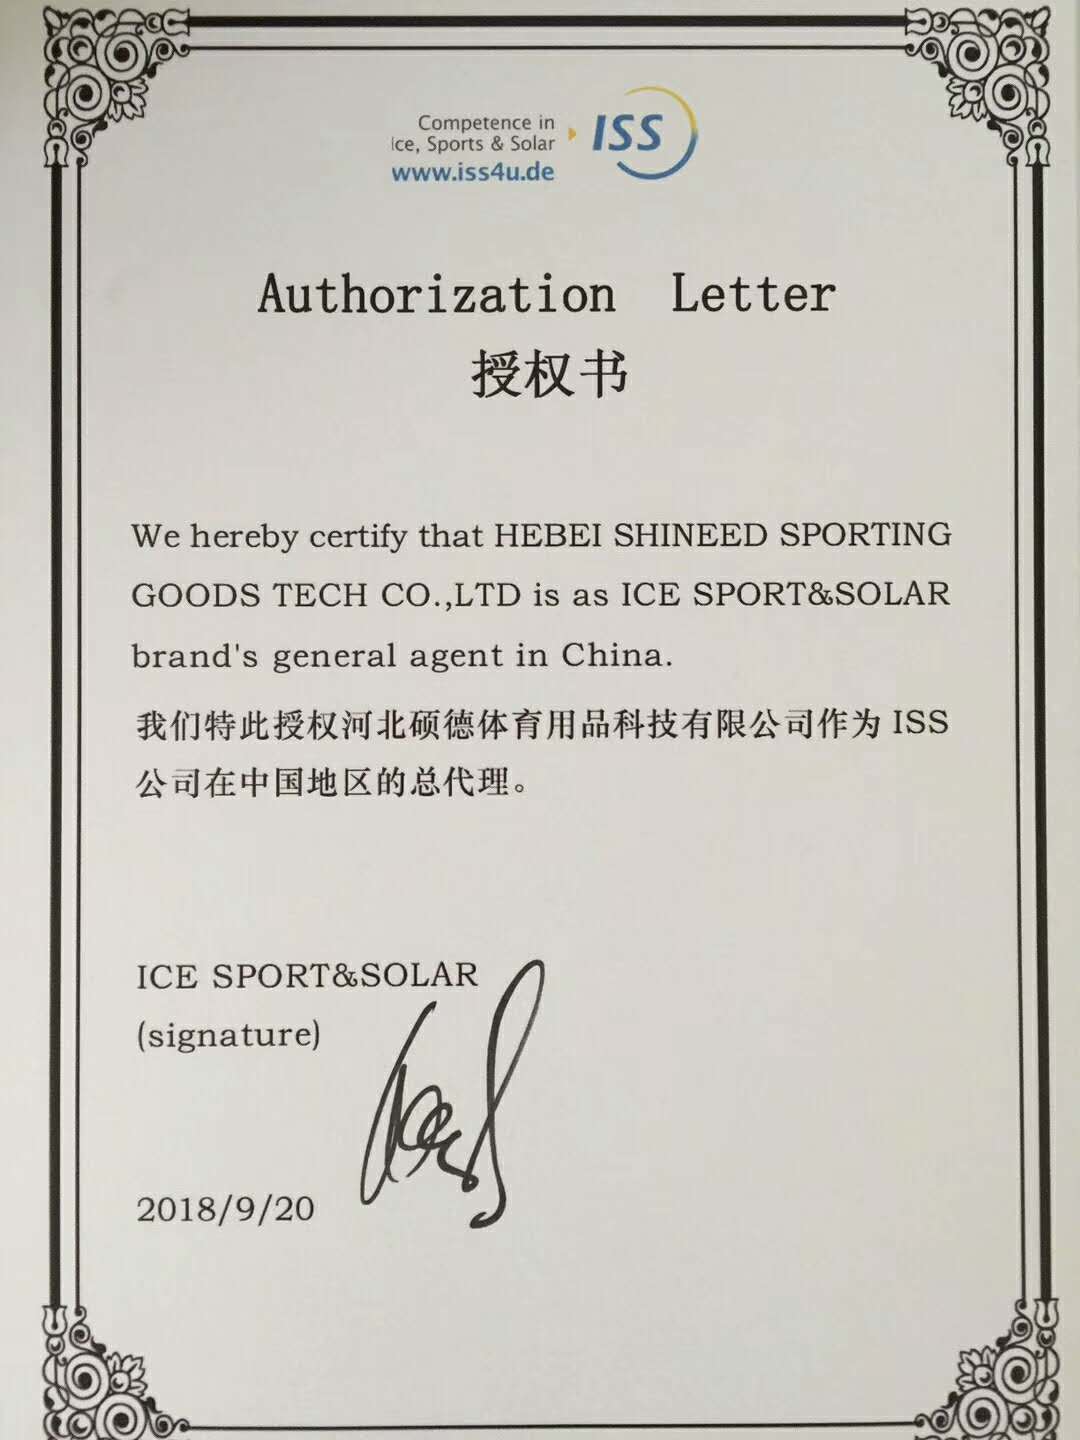 Competence in
Ice, Sports & Solar
www.iss4u.de
ISS
Authorization Letter
授权书
We hereby certify that HEBEI SHINEED SPORTING
GOODS TECH CO.,LTD is as ICE SPORT&SOLAR
brand's general agent in China.
我们特此授权河北硕德体育用品科技有限公司作为 ISS
公司在中国地区的总代理。
ICE SPORT&SOLAR
(signature)
2018/9/20